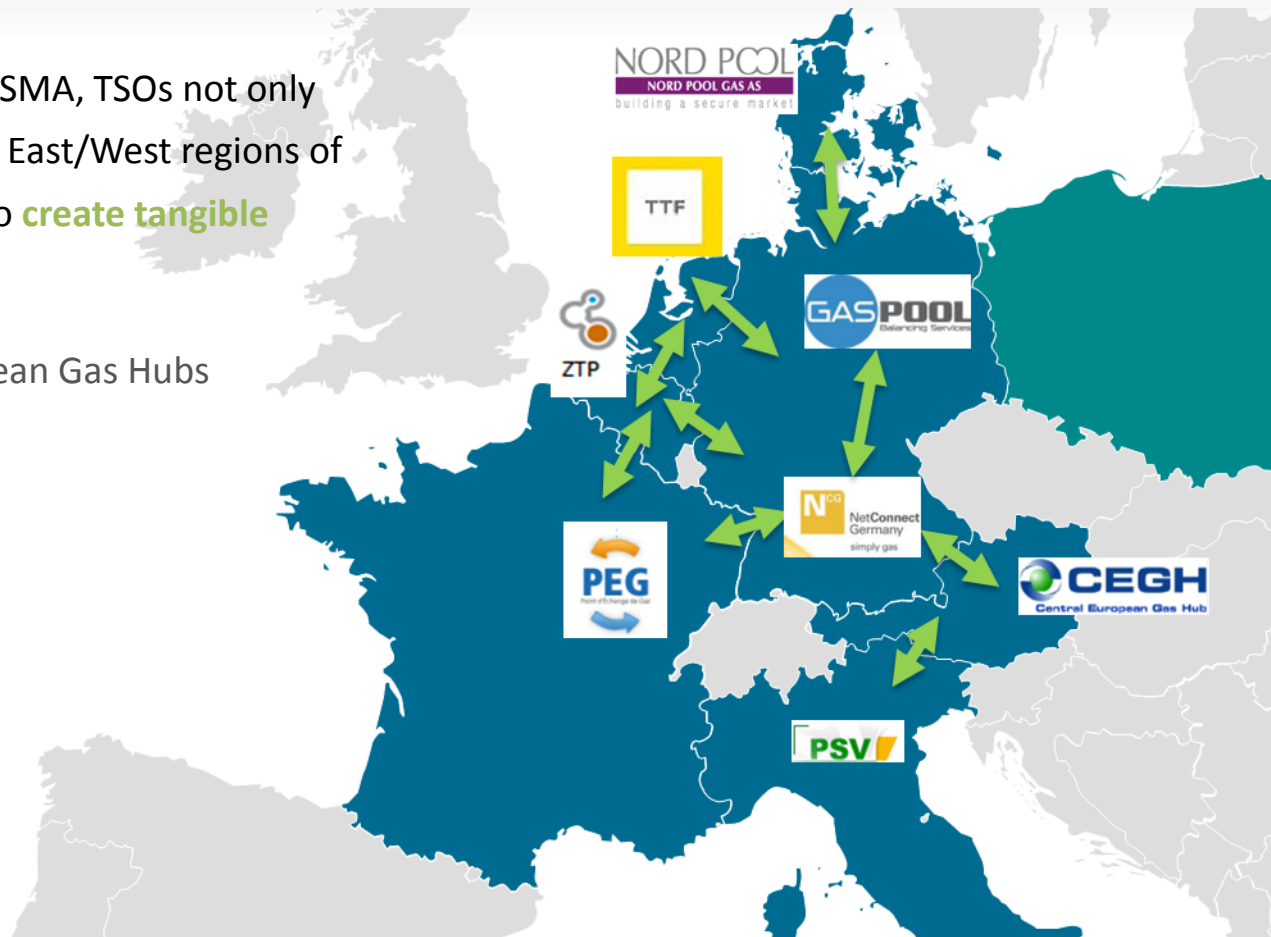 SMA, TSOs not only
East/West regions of
o create tangible
ean Gas Hubs
NORD POOL
NORD POOL GAS AS
building a secure market
TTF
ZTP
GASPOOL
Balancing Services
NCG
NetConnect
Germany
simply gas
PEG
Point d'Échange de Gaz
CEGH
Central European Gas Hub
PSV